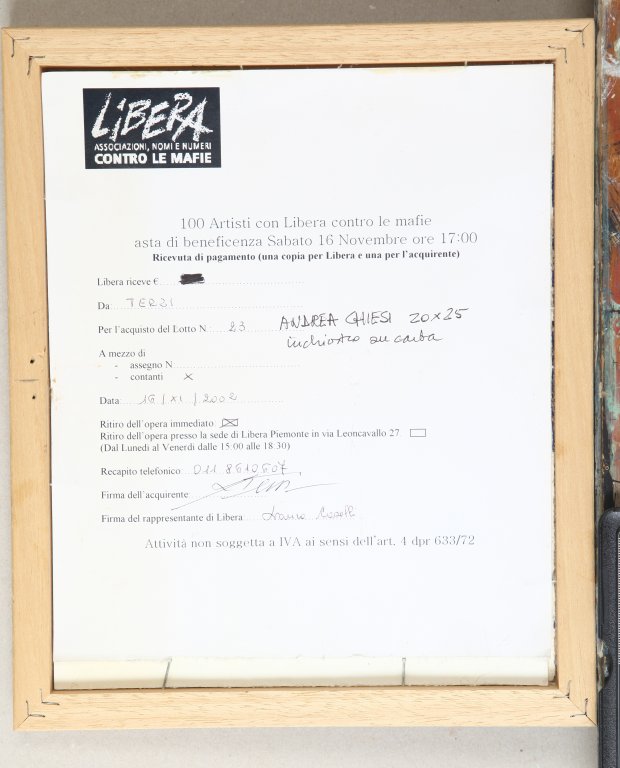 LIBERA
ASSOCIAZIONI, NOMI E NUMERI
CONTRO LE MAFIE
100 Artisti con Libera contro le mafie
asta di beneficenza Sabato 16 Novembre ore 17:00
Ricevuta di pagamento (una copia per Libera e una per l'acquirente)
Libera riceve €
Da TERZI
Per l'acquisto del Lotto N: 23 ANDREA CHIESI 20x25
inchiostro su carta
A mezzo di
- assegno N
- contanti X
Data: 16/XI/2002
Ritiro dell'opera immediato
Ritiro dell'opera presso la sede di Libera Piemonte in via Leoncavallo 27
(Dal Lunedì al Venerdì dalle 15.00 alle 18.30)
Recapito telefonico 011 8610507
Firma dell'acquirente
Firma del rappresentante di Libera
Attività non soggetta a IVA ai sensi dell'art. 4 dpr 633/72